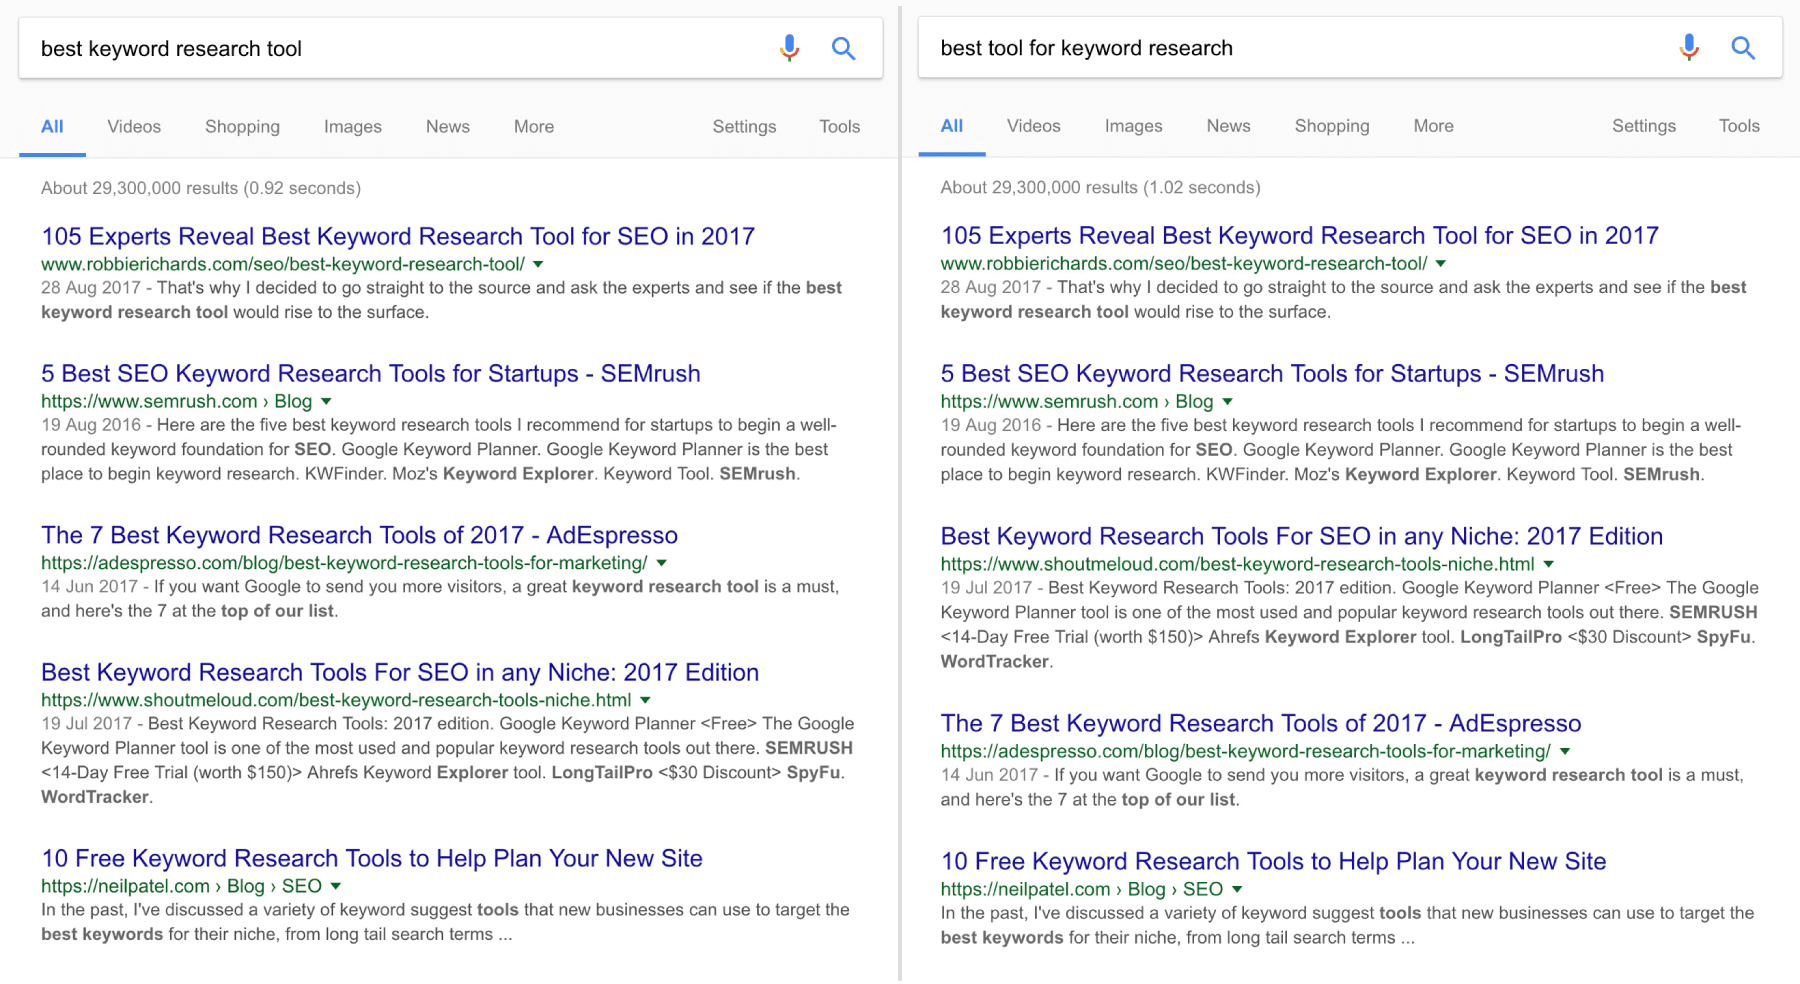 best keyword research tool
All Videos Shopping Images News More Settings Tools
About 29,300,000 results (0.92 seconds)
105 Experts Reveal Best Keyword Research Tool for SEO in 2017
www.robbierichards.com/seo/best-keyword-research-tool/
28 Aug 2017 - That's why I decided to go straight to the source and ask the experts and see if the best
keyword research tool would rise to the surface.
5 Best SEO Keyword Research Tools for Startups - SEMrush
https://www.semrush.com › Blog
19 Aug 2016 - Here are the five best keyword research tools I recommend for startups to begin a well-
rounded keyword foundation for SEO. Google Keyword Planner. Google Keyword Planner is the best
place to begin keyword research. KWFinder. Moz's Keyword Explorer. Keyword Tool. SEMrush.
The 7 Best Keyword Research Tools of 2017 - AdEspresso
https://adespresso.com/blog/best-keyword-research-tools-for-marketing/
14 Jun 2017 - If you want Google to send you more visitors, a great keyword research tool is a must,
and here's the 7 at the top of our list.
Best Keyword Research Tools For SEO in any Niche: 2017 Edition
https://www.shoutmeloud.com/best-keyword-research-tools-niche.html
19 Jul 2017 - Best Keyword Research Tools: 2017 edition. Google Keyword Planner <Free> The Google
Keyword Planner tool is one of the most used and popular keyword research tools out there. SEMRUSH
<14-Day Free Trial (worth $150)> Ahrefs Keyword Explorer tool. LongTailPro <$30 Discount> SpyFu.
WordTracker.
10 Free Keyword Research Tools to Help Plan Your New Site
https://neilpatel.com › Blog › SEO
In the past, I've discussed a variety of keyword suggest tools that new businesses can use to target the
best keywords for their niche, from long tail search terms ...
best tool for keyword research
All Videos Images News Shopping More Settings Tools
About 29,300,000 results (1.02 seconds)
105 Experts Reveal Best Keyword Research Tool for SEO in 2017
www.robbierichards.com/seo/best-keyword-research-tool/
28 Aug 2017 - That's why I decided to go straight to the source and ask the experts and see if the best
keyword research tool would rise to the surface.
5 Best SEO Keyword Research Tools for Startups - SEMrush
https://www.semrush.com › Blog
19 Aug 2016 - Here are the five best keyword research tools I recommend for startups to begin a well-
rounded keyword foundation for SEO. Google Keyword Planner. Google Keyword Planner is the best
place to begin keyword research. KWFinder. Moz's Keyword Explorer. Keyword Tool. SEMrush.
Best Keyword Research Tools For SEO in any Niche: 2017 Edition
https://www.shoutmeloud.com/best-keyword-research-tools-niche.html
19 Jul 2017 - Best Keyword Research Tools: 2017 edition. Google Keyword Planner <Free> The Google
Keyword Planner tool is one of the most used and popular keyword research tools out there. SEMRUSH
<14-Day Free Trial (worth $150)> Ahrefs Keyword Explorer tool. LongTailPro <$30 Discount> SpyFu.
WordTracker.
The 7 Best Keyword Research Tools of 2017 - AdEspresso
https://adespresso.com/blog/best-keyword-research-tools-for-marketing/
14 Jun 2017 - If you want Google to send you more visitors, a great keyword research tool is a must,
and here's the 7 at the top of our list.
10 Free Keyword Research Tools to Help Plan Your New Site
https://neilpatel.com › Blog › SEO
In the past, I've discussed a variety of keyword suggest tools that new businesses can use to target the
best keywords for their niche, from long tail search terms ...